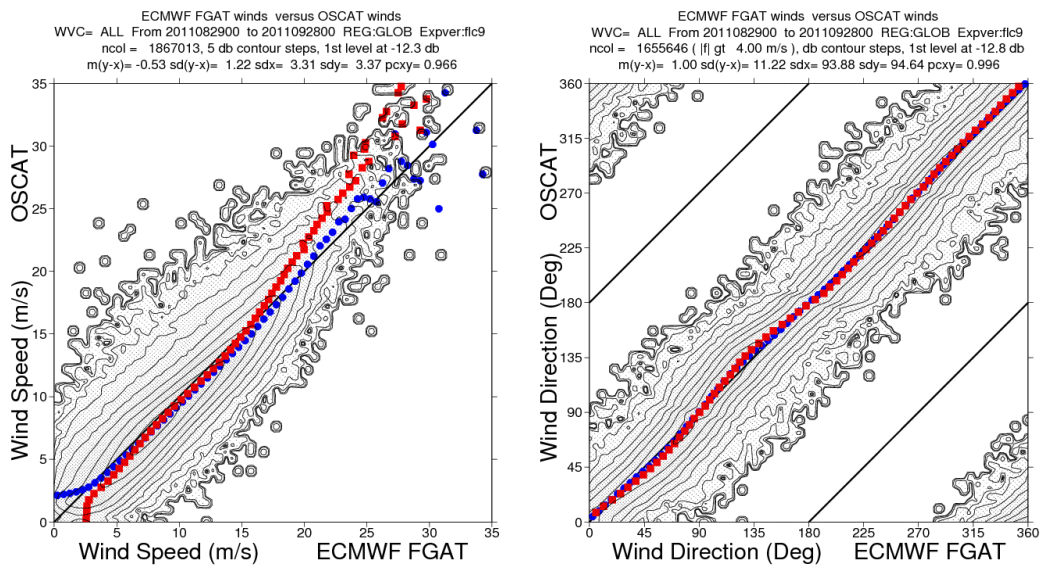 ECMWF FGAT winds versus OSCAT winds
WVC= ALL From 2011082900 to 2011092800 REG:GLOB Expver:flc9
ncol = 1867013, 5 db contour steps, 1st level at -12.3 db
m(y-x)= -0.53 sd(y-x)= 1.22 sdx= 3.31 sdy= 3.37 pcxy= 0.966
35
30
25
20
15
10
5
0
Wind Speed (m/s) OSCAT
0 5 10 15 20 25 30 35
Wind Speed (m/s) ECMWF FGAT
ECMWF FGAT winds versus OSCAT winds
WVC= ALL From 2011082900 to 2011092800 REG:GLOB Expver:flc9
ncol = 1655646 ( |f| gt 4.00 m/s ), db contour steps, 1st level at -12.8 db
m(y-x)= 1.00 sd(y-x)= 11.22 sdx= 93.88 sdy= 94.64 pcxy= 0.996
360
315
270
225
180
135
90
45
0
Wind Direction (Deg) OSCAT
0 45 90 135 180 225 270 315 360
Wind Direction (Deg) ECMWF FGAT